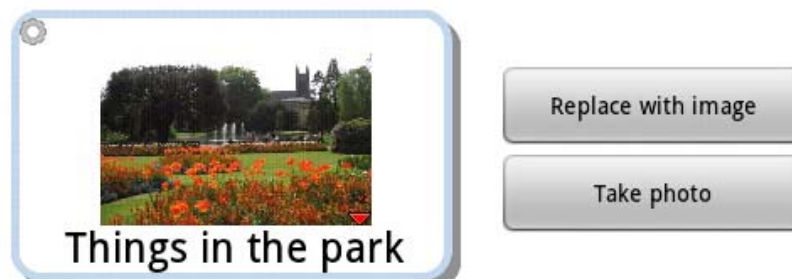 Things in the park
Replace with image
Take photo